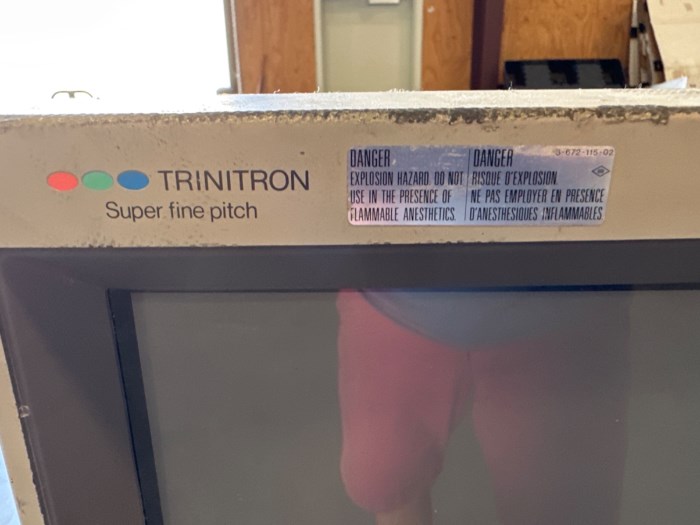 TRINITRON
Super fine pitch
DANGER
EXPLOSION HAZARD. DO NOT
USE IN THE PRESENCE OF
FLAMMABLE ANESTHETICS.
DANGER
3-672-115-02
RISQUE D'EXPLOSION.
NE PAS EMPLOYER EN PRESENCE
D'ANESTHESIQUES INFLAMMABLES